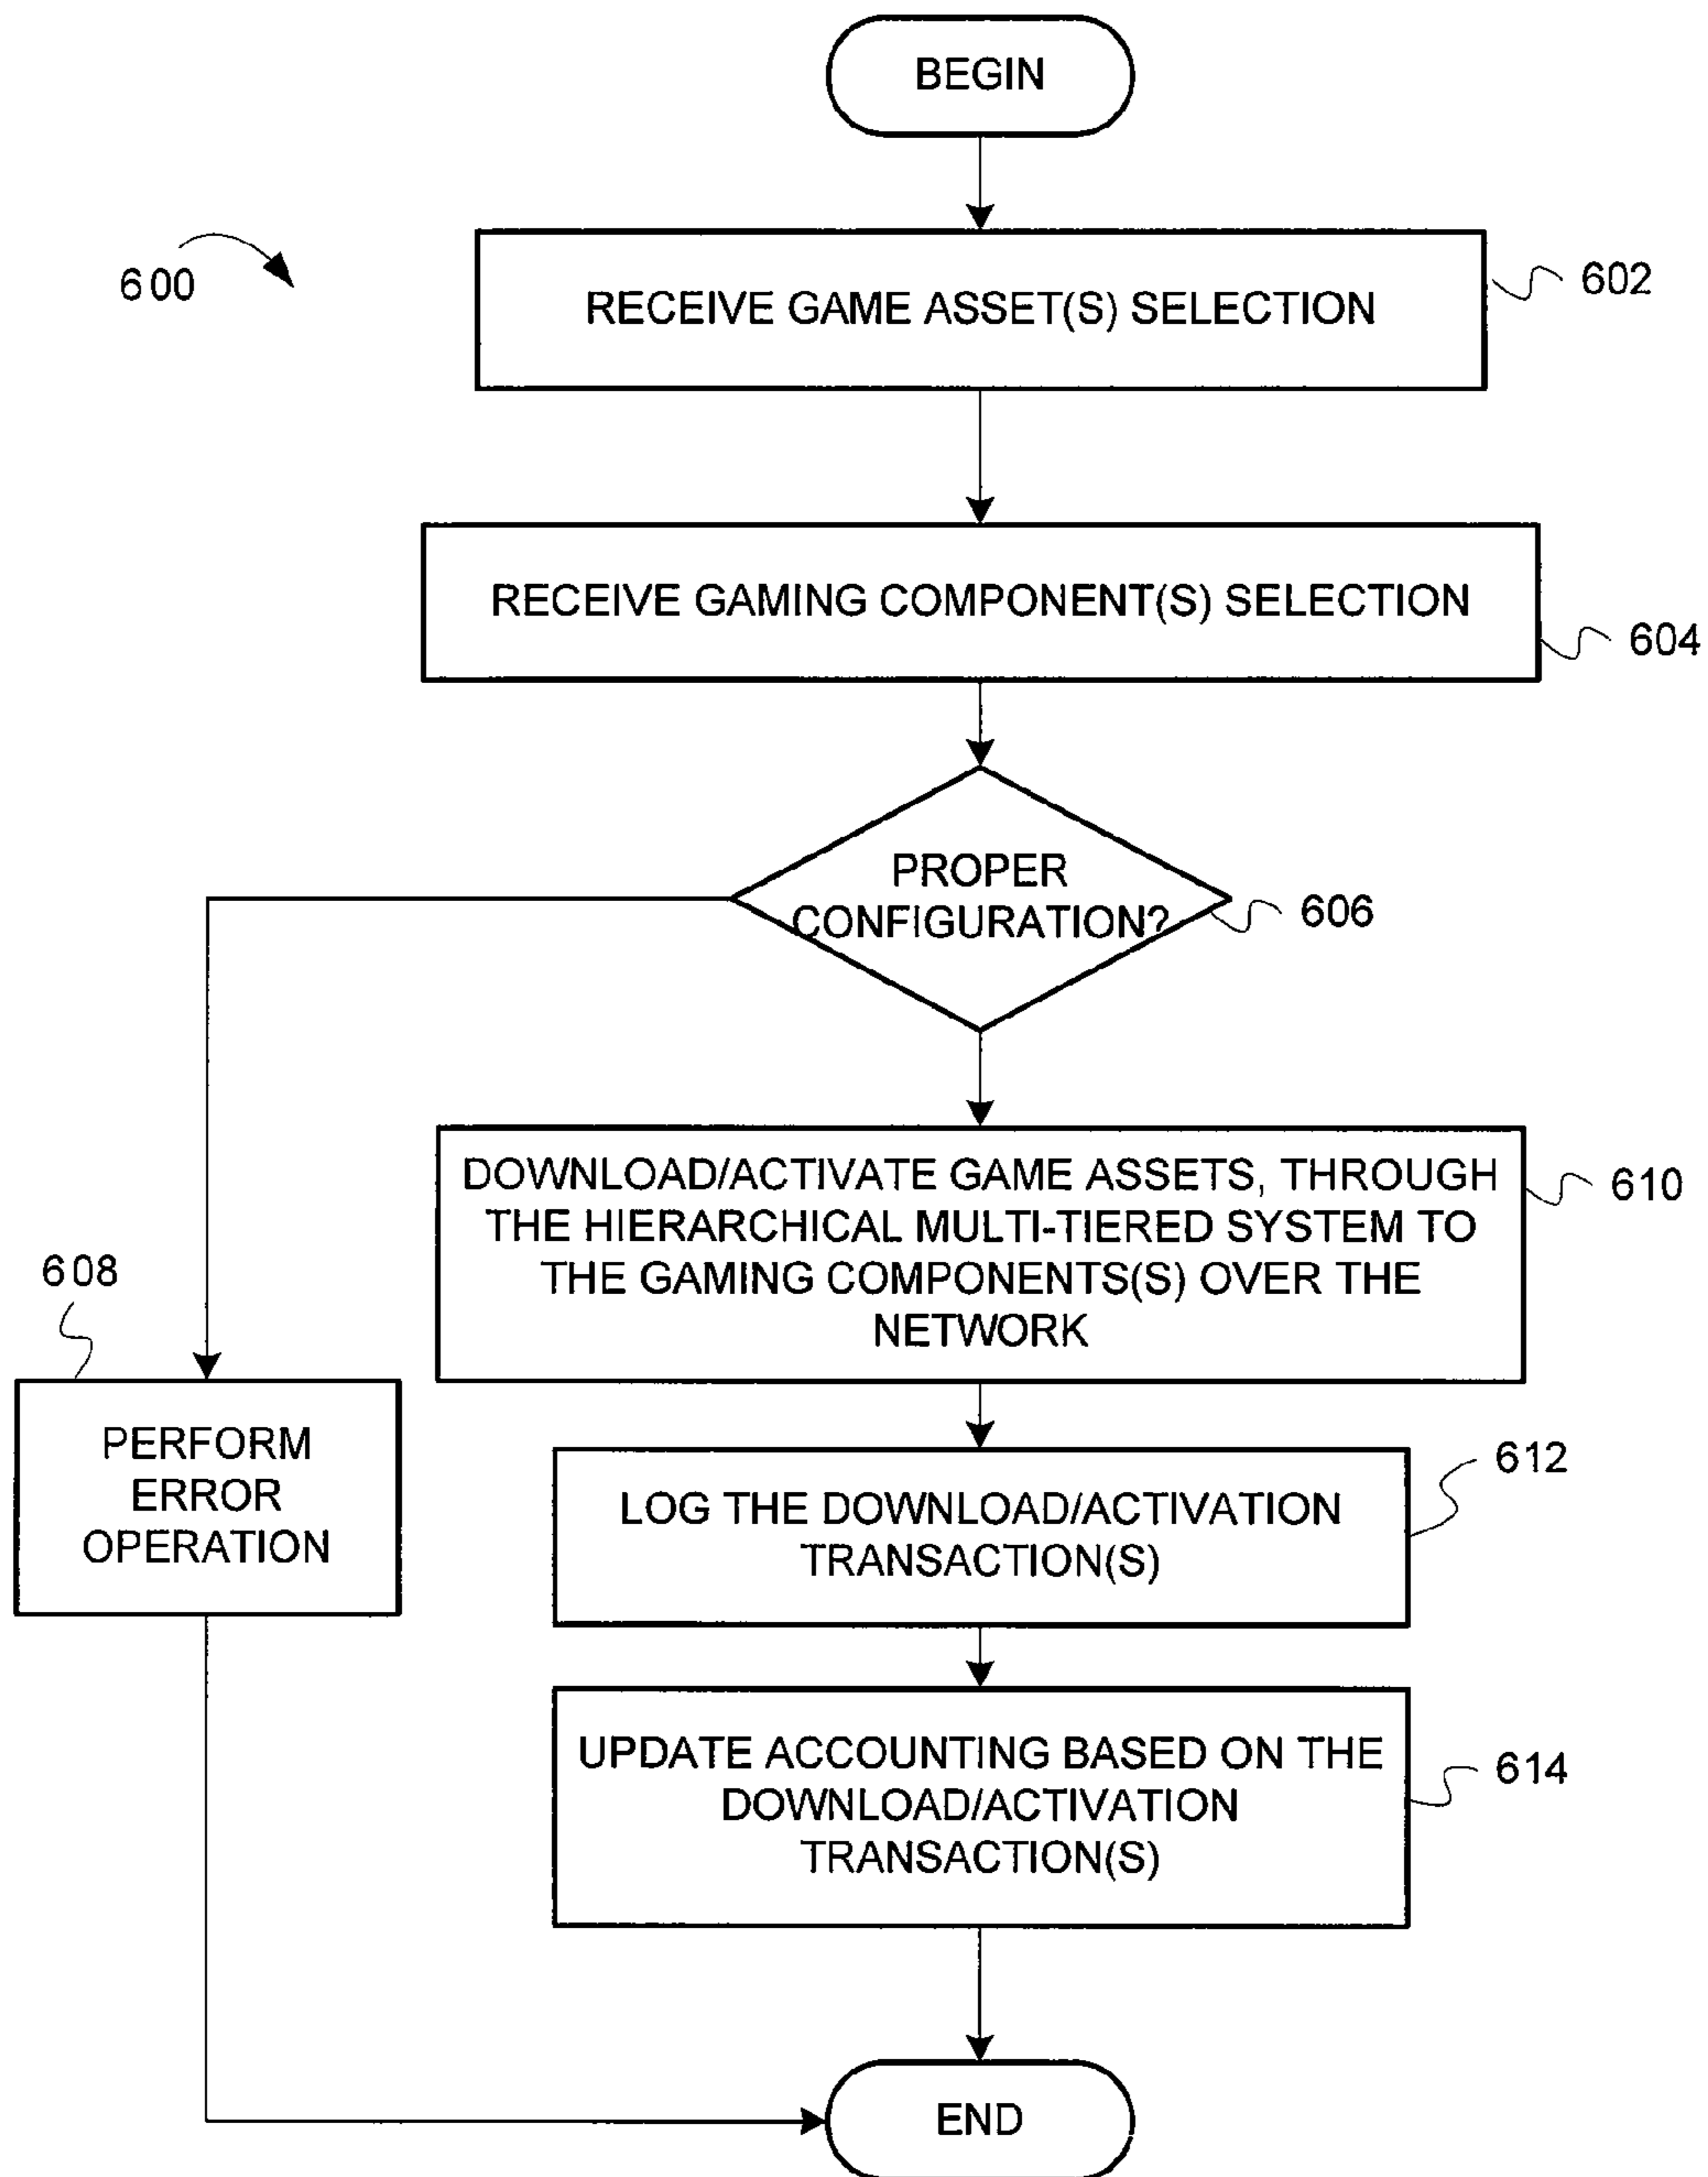 BEGIN
600
RECEIVE GAME ASSET(S) SELECTION
602
RECEIVE GAMING COMPONENT(S) SELECTION
604
PROPER
CONFIGURATION?
606
DOWNLOAD/ACTIVATE GAME ASSETS, THROUGH
THE HIERARCHICAL MULTI-TIERED SYSTEM TO
THE GAMING COMPONENTS(S) OVER THE
NETWORK
610
608
PERFORM
ERROR
OPERATION
LOG THE DOWNLOAD/ACTIVATION
TRANSACTION(S)
612
UPDATE ACCOUNTING BASED ON THE
DOWNLOAD/ACTIVATION
TRANSACTION(S)
614
END